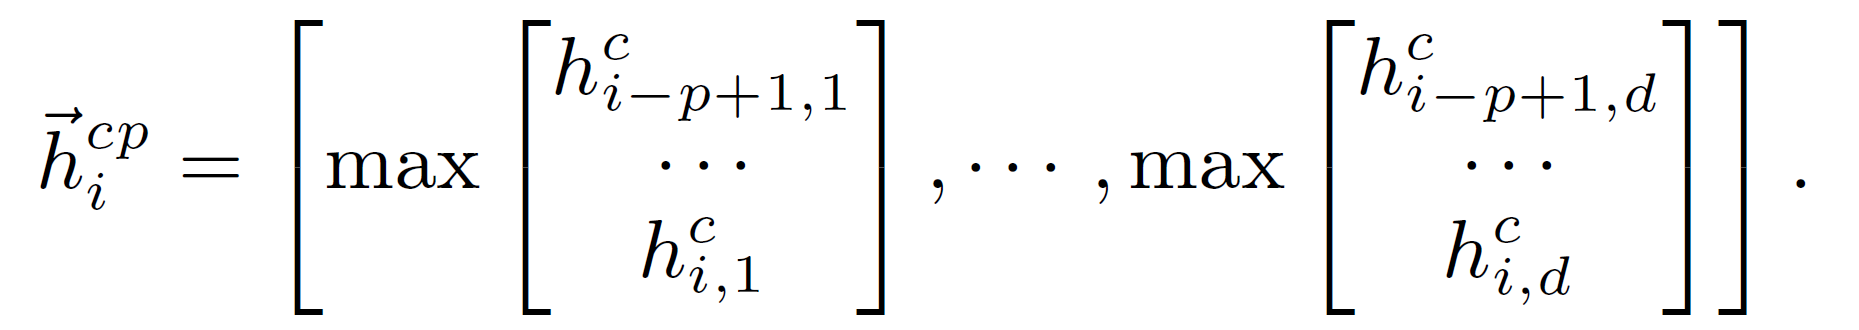 $$\vec{h}_i^{cp} = \left[ \max \begin{bmatrix} h^c_{i-p+1,1} \\ \cdots \\ h^c_{i,1} \end{bmatrix}, \cdots, \max \begin{bmatrix} h^c_{i-p+1,d} \\ \cdots \\ h^c_{i,d} \end{bmatrix} \right].$$